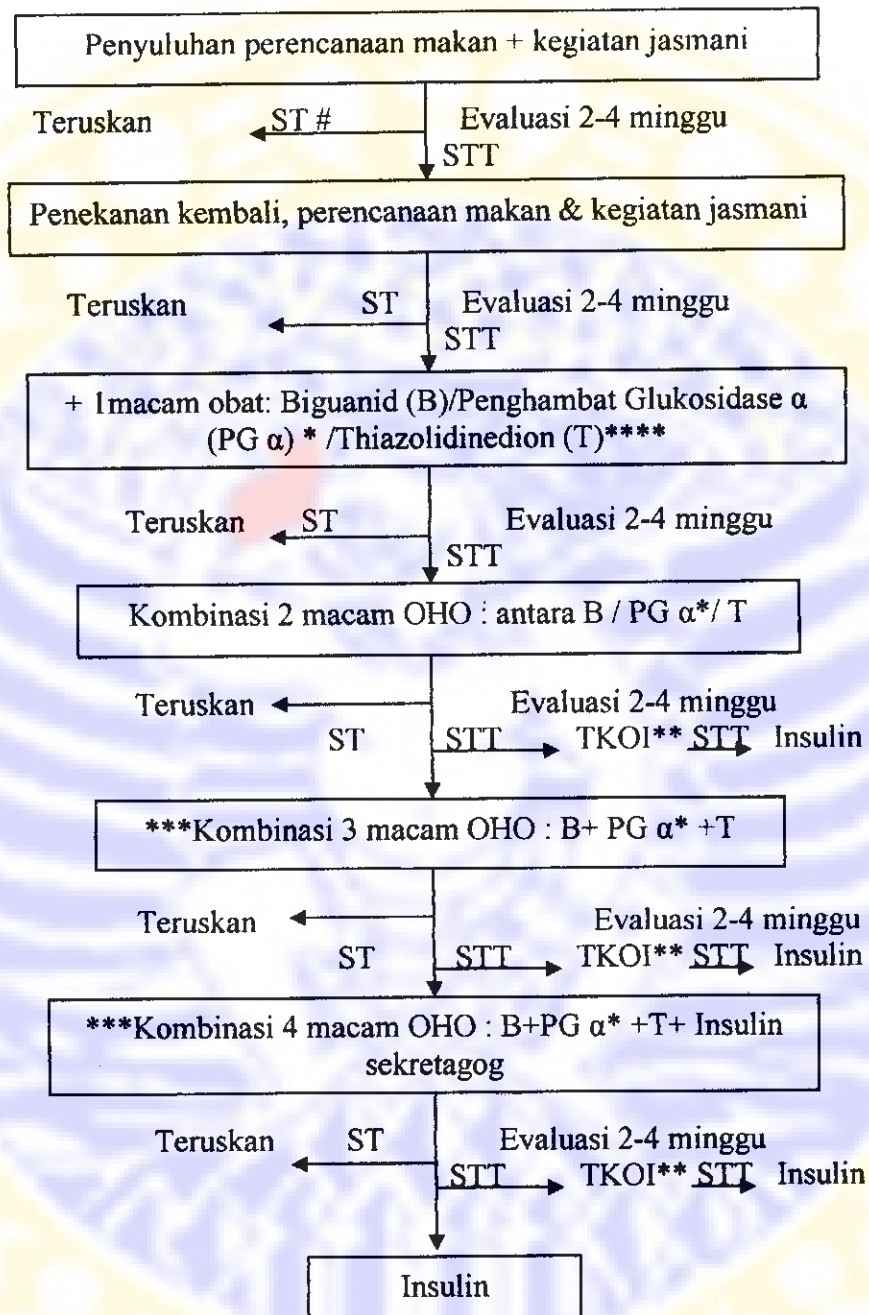 Penyuluhan perencanaan makan + kegiatan jasmani
Teruskan ST # Evaluasi 2-4 minggu
STT
Penekanan kembali, perencanaan makan & kegiatan jasmani
Teruskan ST Evaluasi 2-4 minggu
STT
+ 1macam obat: Biguanid (B)/Penghambat Glukosidase α
(PG α) * /Thiazolidinedion (T)****
Teruskan ST Evaluasi 2-4 minggu
STT
Kombinasi 2 macam OHO : antara B / PG α*/ T
Teruskan Evaluasi 2-4 minggu
ST STT TKOI** STT Insulin
***Kombinasi 3 macam OHO : B+ PG α* +T
Teruskan Evaluasi 2-4 minggu
ST STT TKOI** STT Insulin
***Kombinasi 4 macam OHO : B+PG α* +T+ Insulin
sekretagog
Teruskan ST Evaluasi 2-4 minggu
STT TKOI** STT Insulin
Insulin